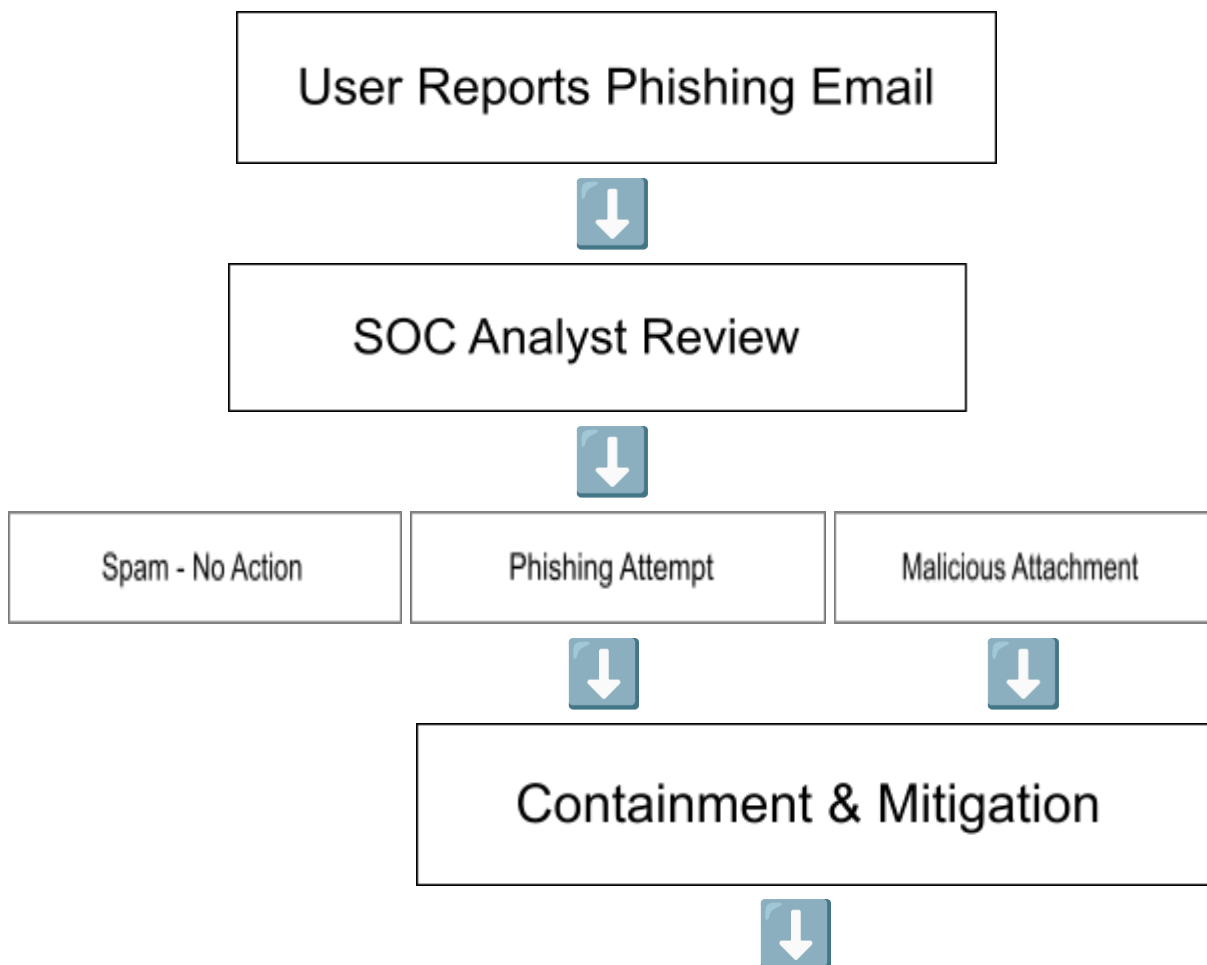 User Reports Phishing Email
SOC Analyst Review
Spam - No Action
Phishing Attempt
Malicious Attachment
Containment & Mitigation